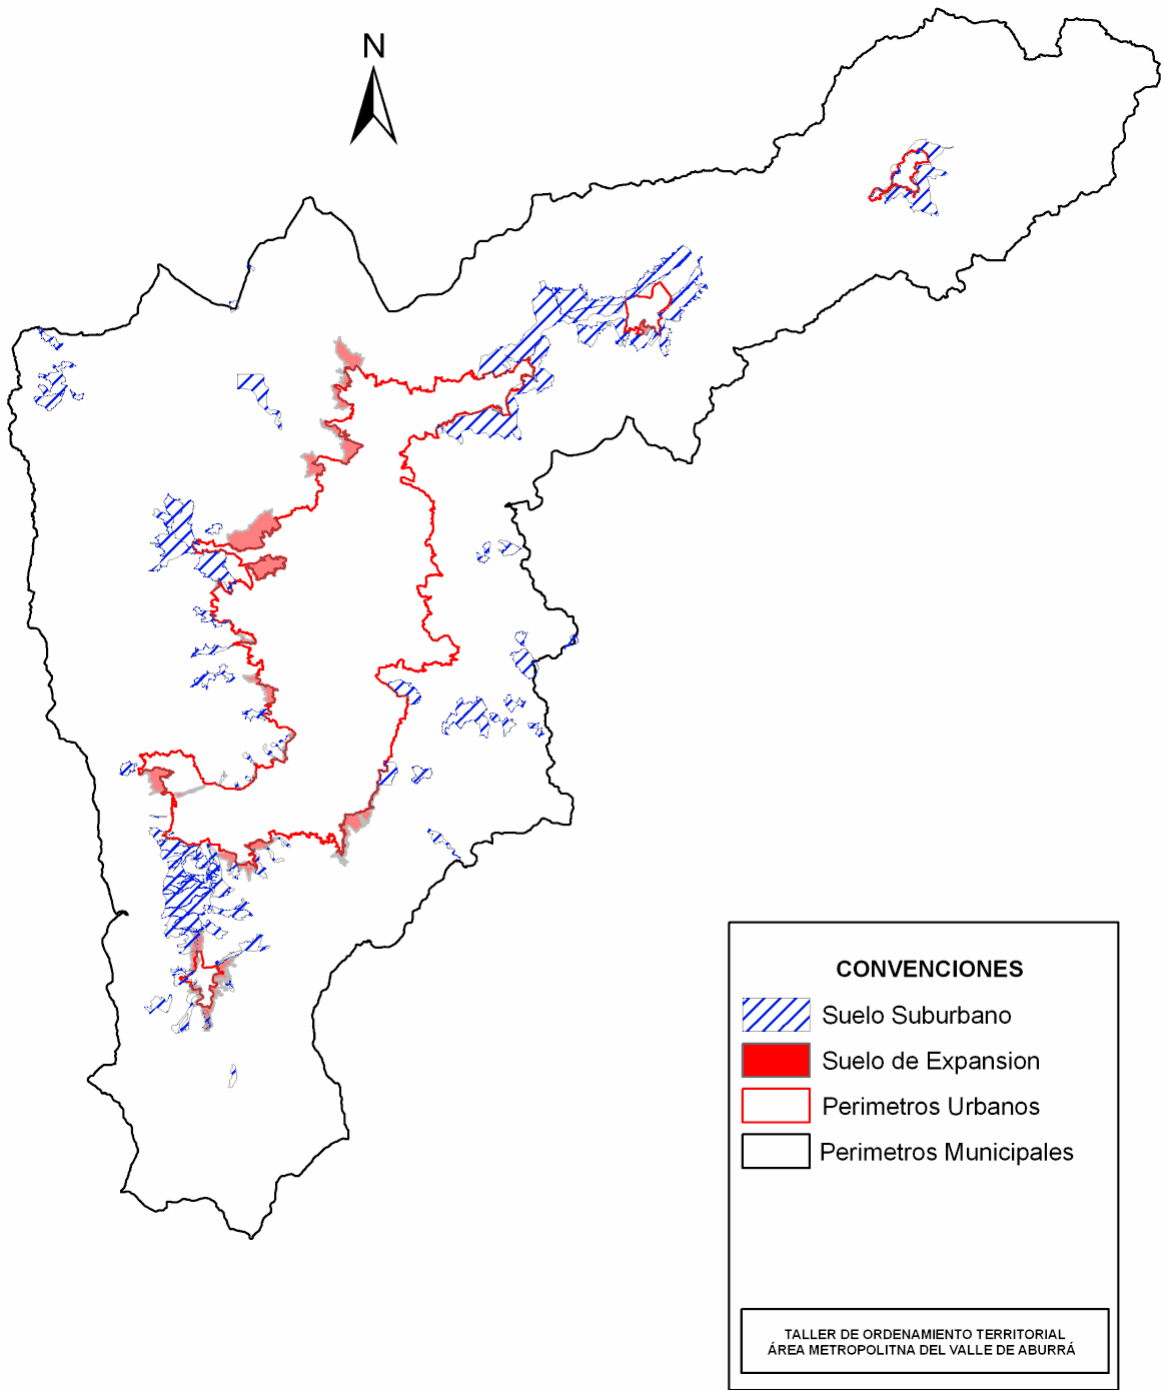 N
CONVENCIONES
Suelo Suburbano
Suelo de Expansion
Perimetros Urbanos
Perimetros Municipales
TALLER DE ORDENAMIENTO TERRITORIAL
ÁREA METROPOLITNA DEL VALLE DE ABURRÁ